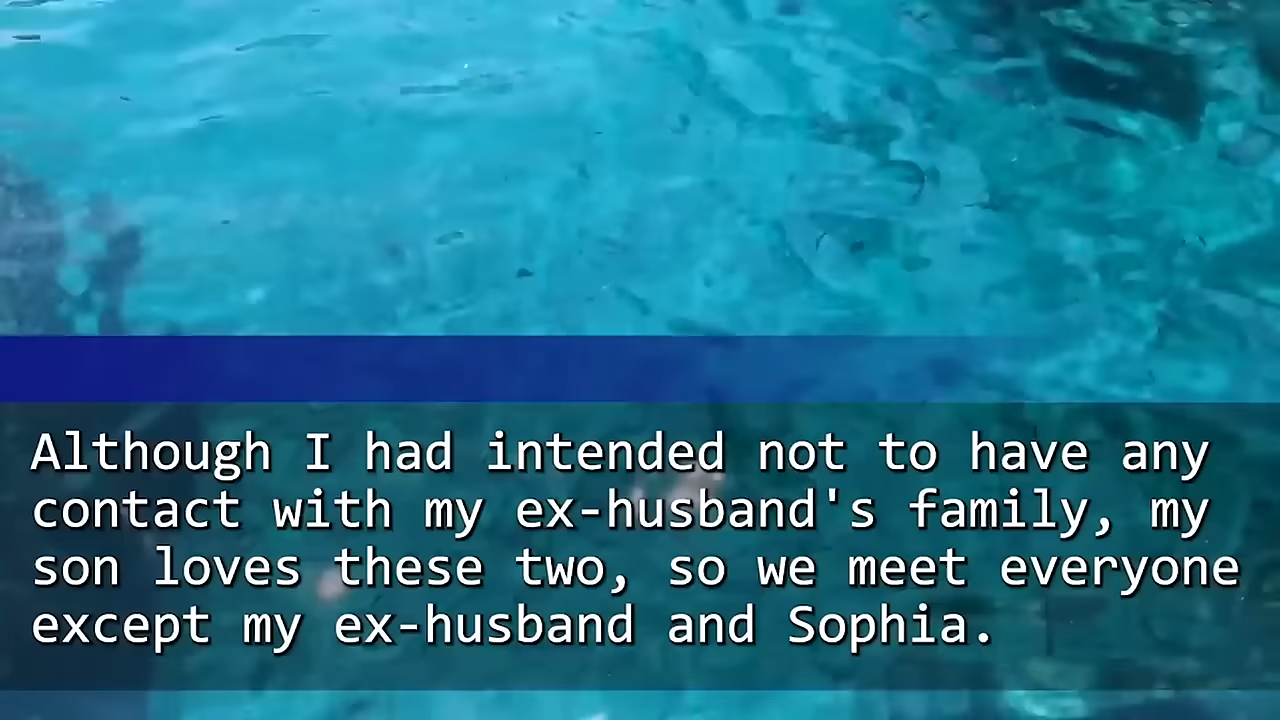 Although I had intended not to have any
contact with my ex-husband's family, my
son loves these two, so we meet everyone
except my ex-husband and Sophia.